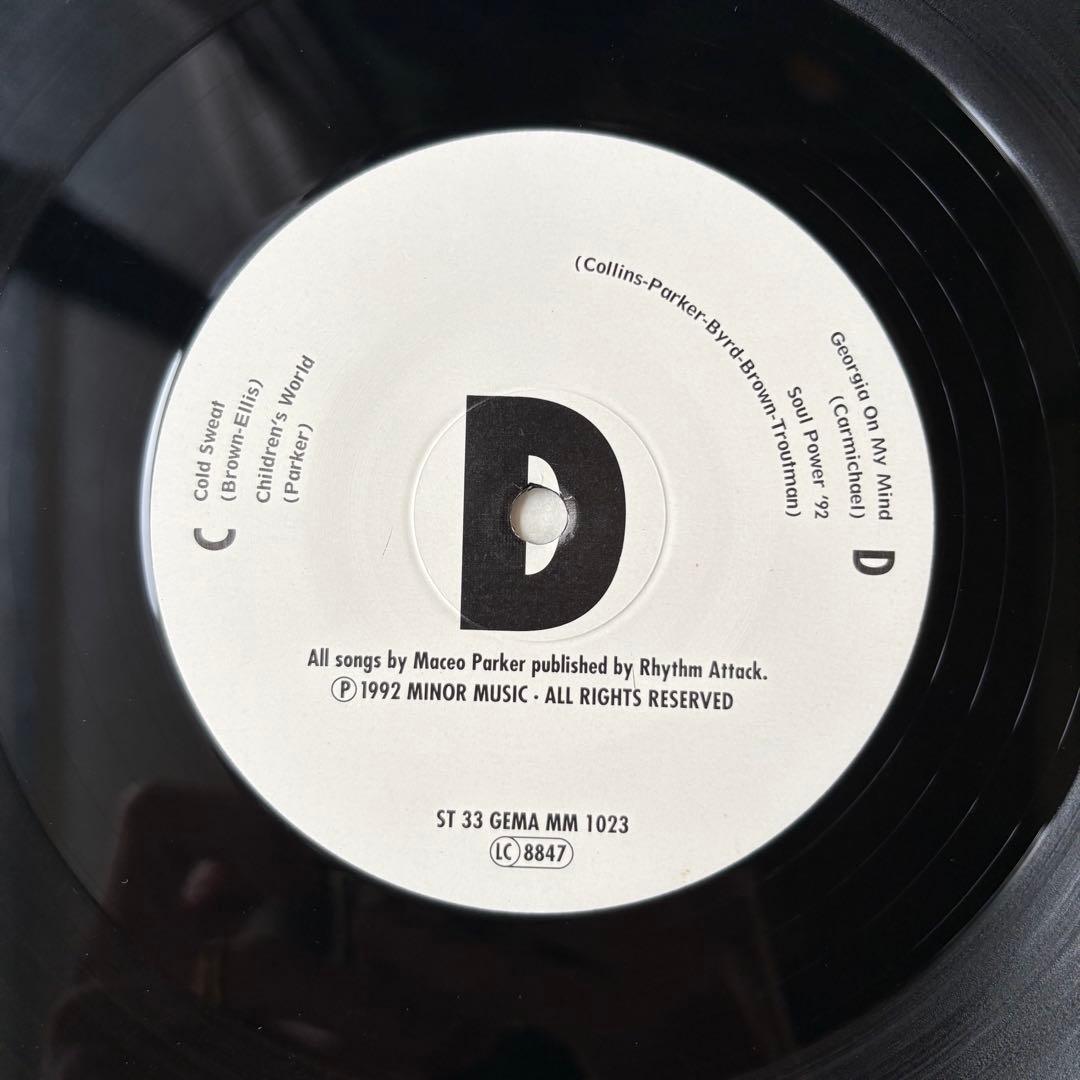 C
Cold Sweat
(Brown-Ellis)
Children's World
(Parker)
D
Georgia On My Mind
(Carmichael)
Soul Power '92
(Collins-Parker-Byrd-Brown-Troutman)
D
All songs by Maceo Parker published by Rhythm Attack.
Ⓟ 1992 MINOR MUSIC · ALL RIGHTS RESERVED
ST 33 GEMA MM 1023
LC 8847